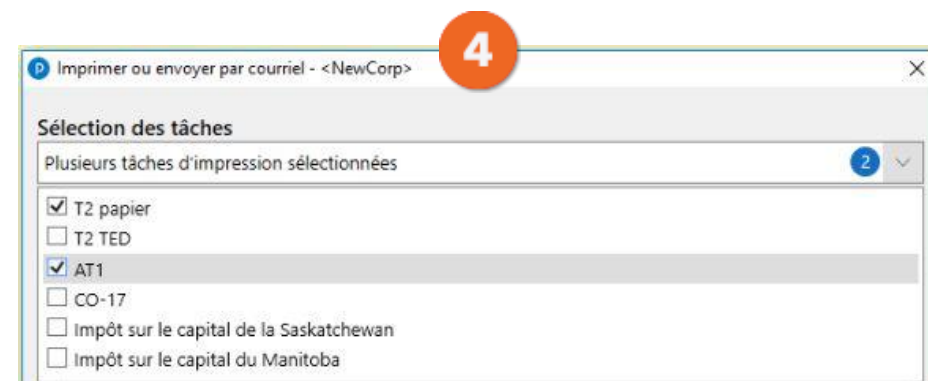 4
Imprimer ou envoyer par courriel - <NewCorp>
Sélection des tâches
Plusieurs tâches d'impression sélectionnées 2
T2 papier
T2 TED
AT1
CO-17
Impôt sur le capital de la Saskatchewan
Impôt sur le capital du Manitoba